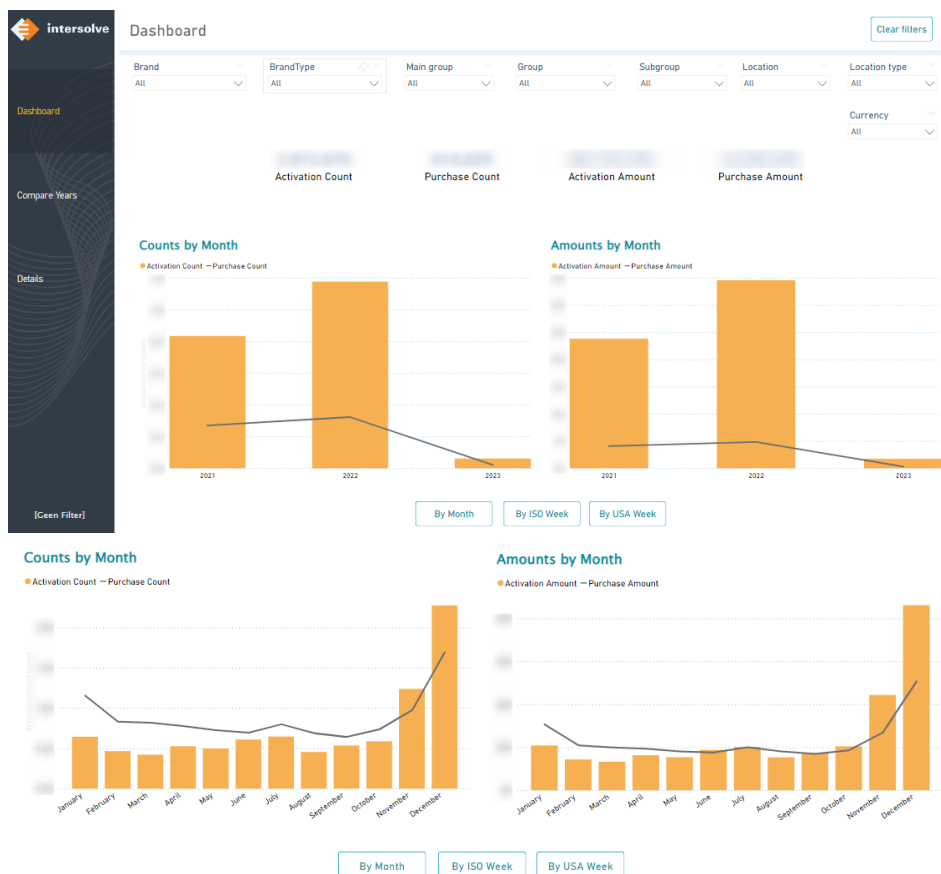 intersolve
Dashboard
Clear filters
Brand BrandType Main group Group Subgroup Location Location type
All All All All All All All
Dashboard
Currency
All
Activation Count Purchase Count Activation Amount Purchase Amount
Compare Years
Counts by Month Amounts by Month
Activation Count Purchase Count Activation Amount Purchase Amount
Details
2021 2022 2023 2021 2022 2023
[Geen Filter]
By Month By ISO Week By USA Week
Counts by Month Amounts by Month
Activation Count Purchase Count Activation Amount Purchase Amount
January February March April May June July August September October November December January February March April May June July August September October November December
By Month By ISO Week By USA Week